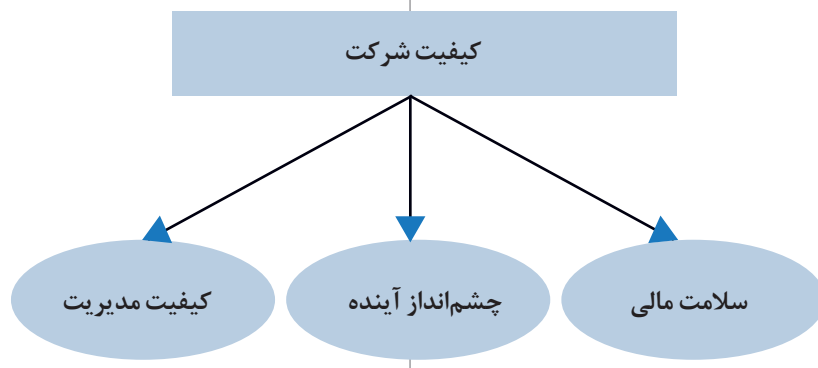 کیفیت شرکت
سلامت مالی
چشم‌انداز آینده
کیفیت مدیریت